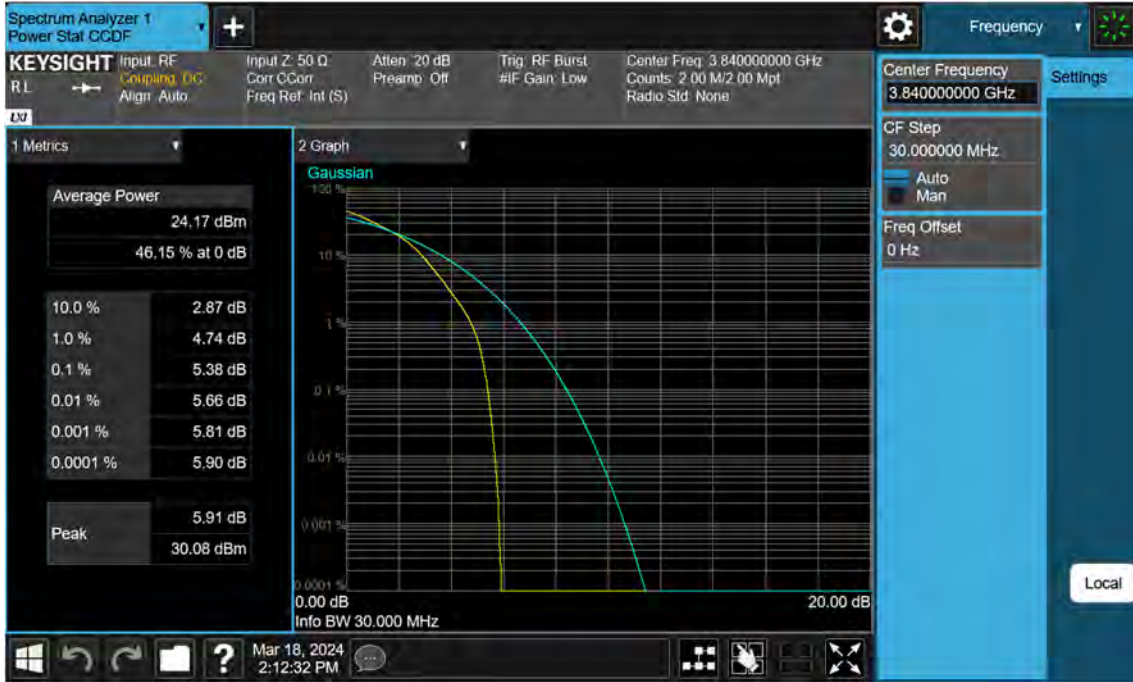 Spectrum Analyzer 1
Power Stat CCDF
Frequency
KEYSIGHT
R L
LXI
Input: RF
Coupling: DC
Align: Auto
Input Z: 50 Ω
Corr CCorr
Freq Ref: Int (S)
Atten: 20 dB
Preamp: Off
Trig: RF Burst
#IF Gain: Low
Center Freq: 3.840000000 GHz
Counts: 2.00 M/2.00 Mpt
Radio Std: None
Center Frequency
3.840000000 GHz
Settings
CF Step
30.000000 MHz
Auto
Man
Freq Offset
0 Hz
1 Metrics
Average Power
24.17 dBm
46.15 % at 0 dB
10.0 % 2.87 dB
1.0 % 4.74 dB
0.1 % 5.38 dB
0.01 % 5.66 dB
0.001 % 5.81 dB
0.0001 % 5.90 dB
Peak
5.91 dB
30.08 dBm
2 Graph
Gaussian
100 %
10 %
1 %
0.1 %
0.01 %
0.001 %
0.0001 %
0.00 dB
20.00 dB
Info BW 30.000 MHz
Local
?
Mar 18, 2024
2:12:32 PM